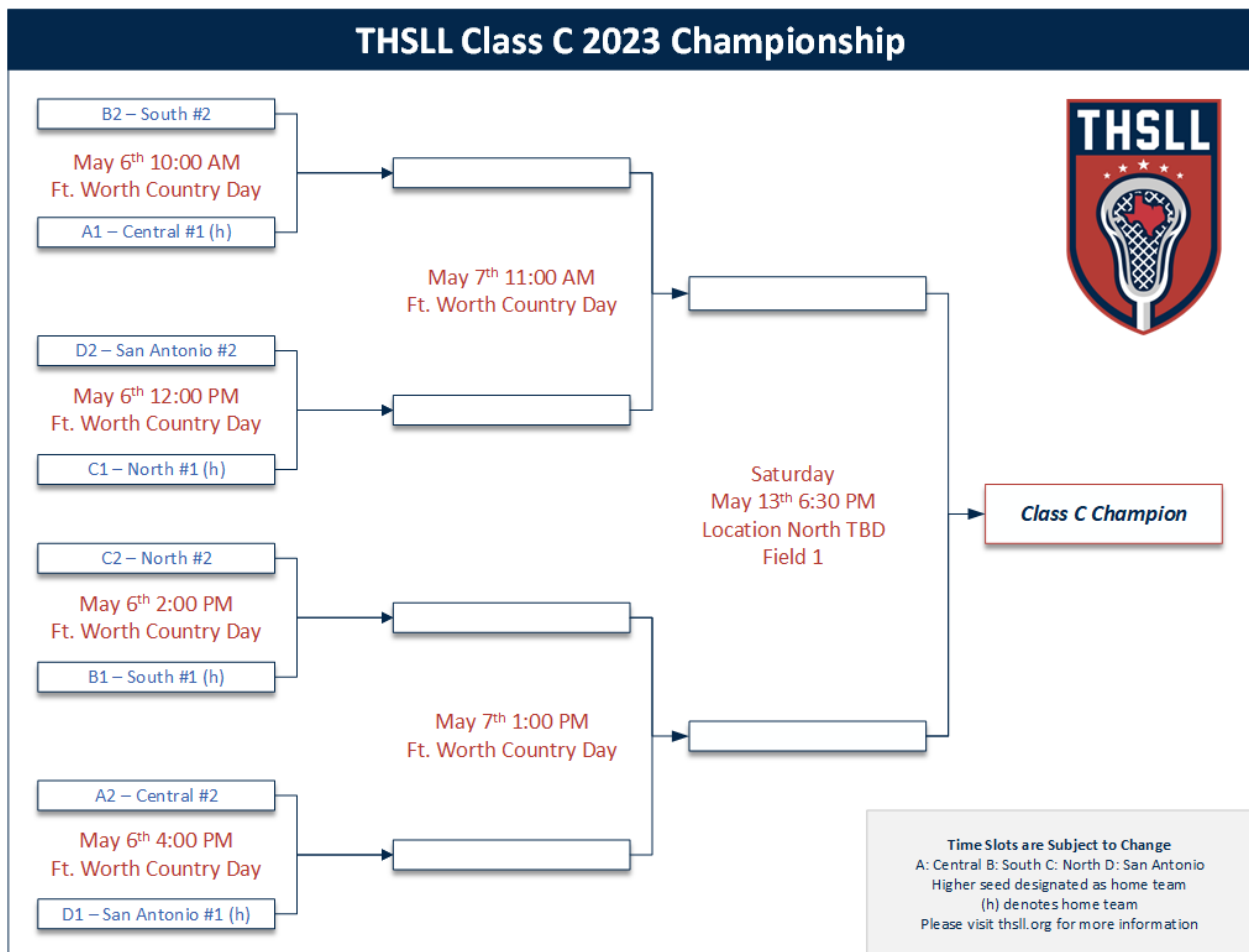 THSLL Class C 2023 Championship
B2 – South #2
May 6th 10:00 AM
Ft. Worth Country Day
A1 – Central #1 (h)
May 7th 11:00 AM
Ft. Worth Country Day
D2 – San Antonio #2
May 6th 12:00 PM
Ft. Worth Country Day
C1 – North #1 (h)
THSLL
Saturday
May 13th 6:30 PM
Location North TBD
Field 1
Class C Champion
C2 – North #2
May 6th 2:00 PM
Ft. Worth Country Day
B1 – South #1 (h)
May 7th 1:00 PM
Ft. Worth Country Day
A2 – Central #2
May 6th 4:00 PM
Ft. Worth Country Day
D1 – San Antonio #1 (h)
Time Slots are Subject to Change
A: Central B: South C: North D: San Antonio
Higher seed designated as home team
(h) denotes home team
Please visit thsll.org for more information